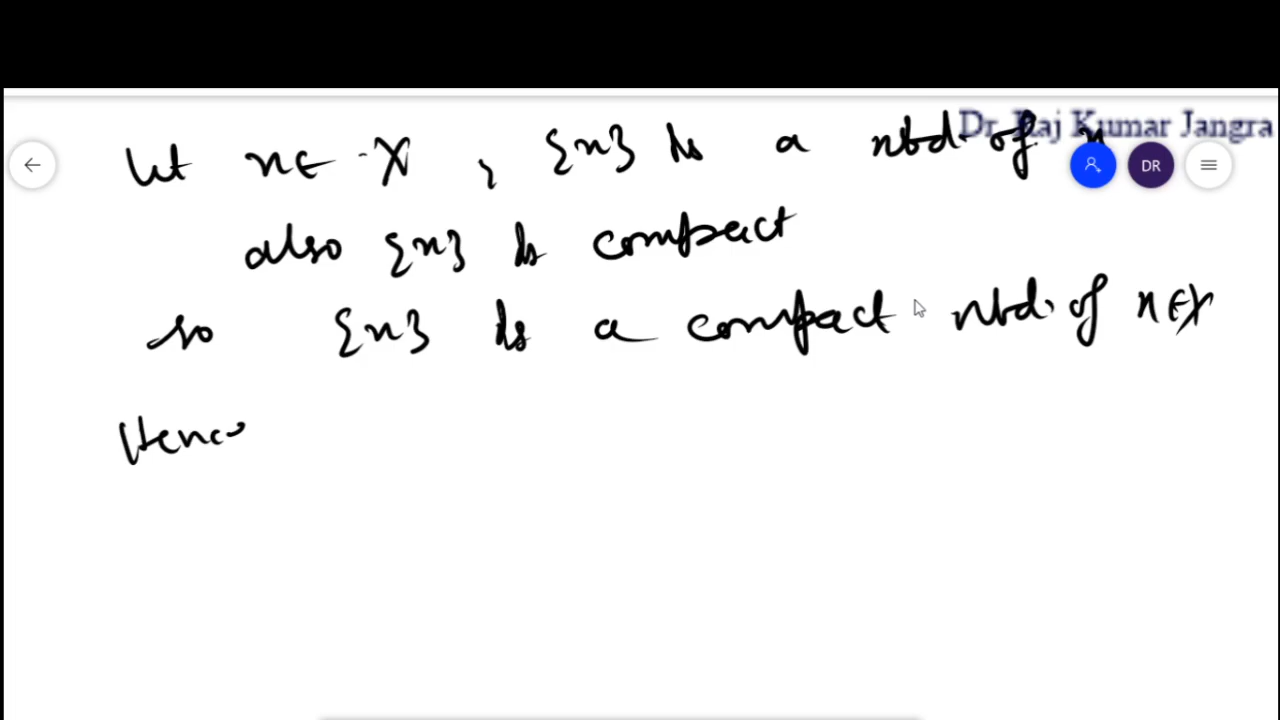 Dr. Raj Kumar Jangra
let x ∈ X, {x} is a nbd. of x
DR
also {x} is compact
so {x} is a compact nbd. of x ∈ X
Hence